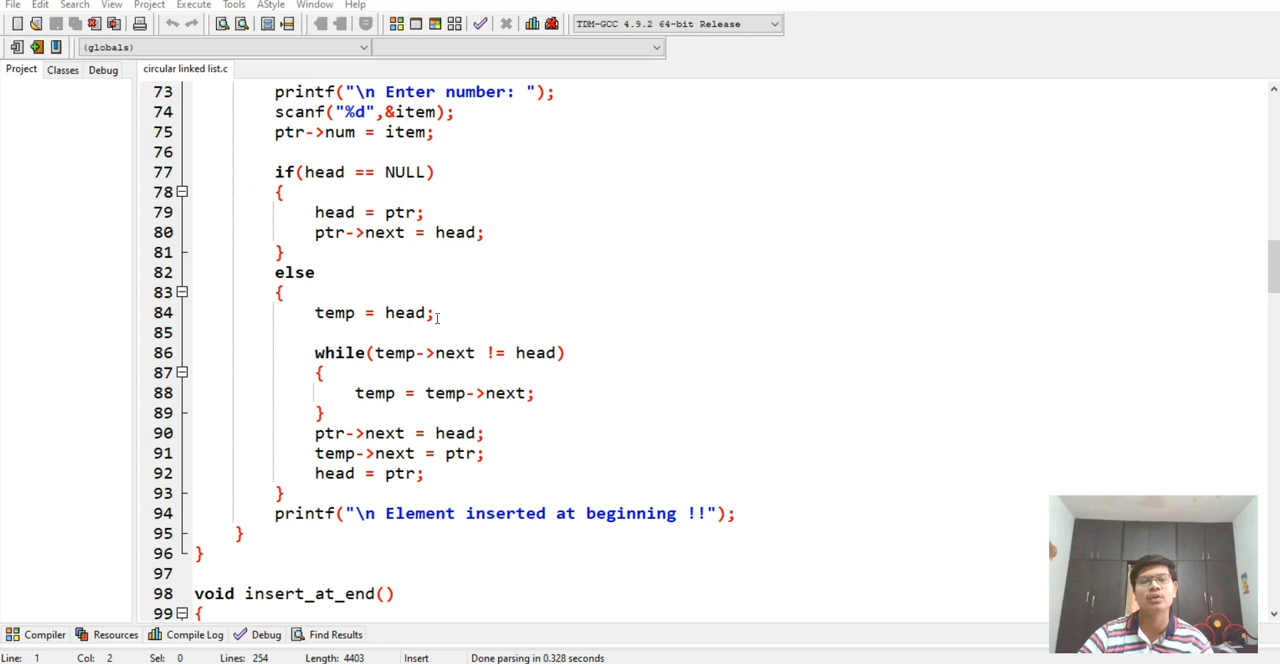 File Edit Search View Project Execute Tools AStyle Window Help
TDM-GCC 4.9.2 64-bit Release
(globals)
Project Classes Debug circular linked list.c
73 printf("\n Enter number: ");
74 scanf("%d",&item);
75 ptr->num = item;
76
77 if(head == NULL)
78 {
79 head = ptr;
80 ptr->next = head;
81 }
82 else
83 {
84 temp = head;
85
86 while(temp->next != head)
87 {
88 temp = temp->next;
89 }
90 ptr->next = head;
91 temp->next = ptr;
92 head = ptr;
93 }
94 printf("\n Element inserted at beginning !!");
95 }
96 }
97
98 void insert_at_end()
99 {
Compiler Resources Compile Log Debug Find Results
Line: 1 Col: 2 Sel: 0 Lines: 254 Length: 4403 Insert Done parsing in 0.328 seconds